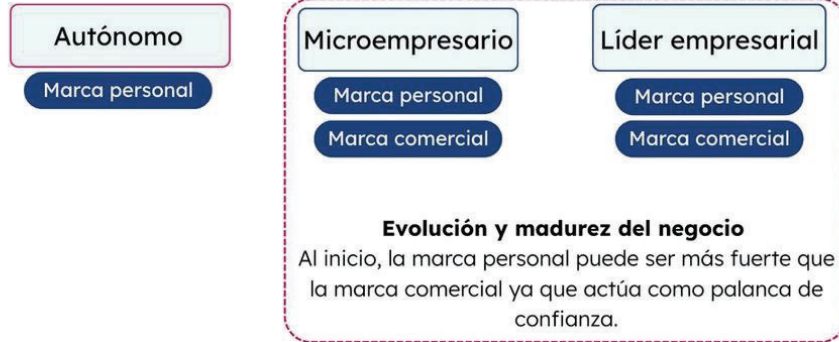 Autónomo
Marca personal
Microempresario
Marca personal
Marca comercial
Líder empresarial
Marca personal
Marca comercial
Evolución y madurez del negocio
Al inicio, la marca personal puede ser más fuerte que
la marca comercial ya que actúa como palanca de
confianza.